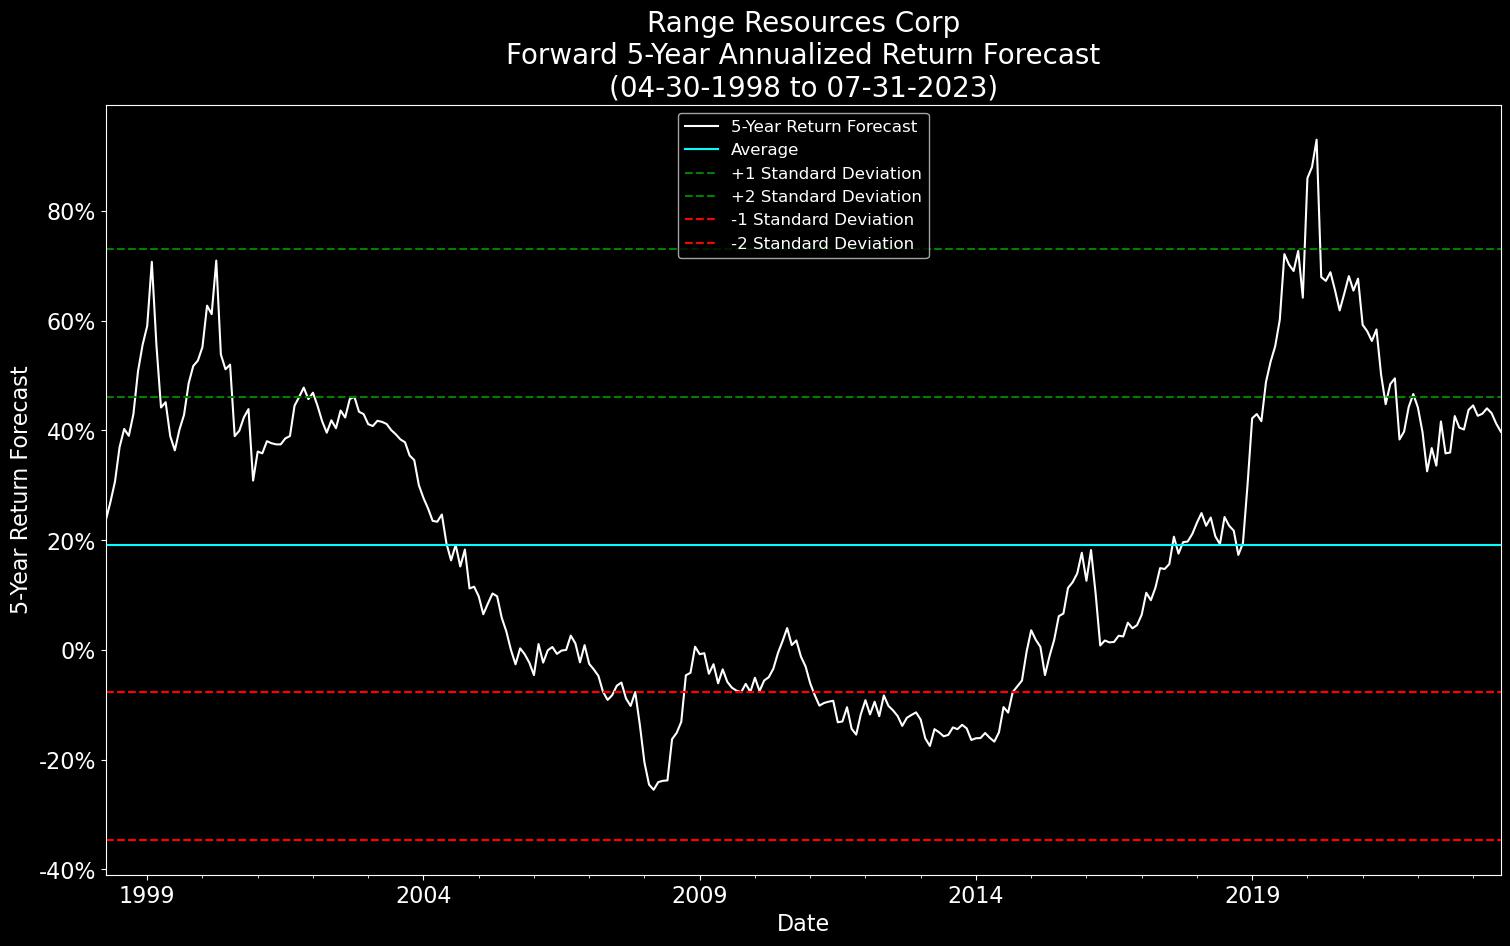 Range Resources Corp
Forward 5-Year Annualized Return Forecast
(04-30-1998 to 07-31-2023)
5-Year Return Forecast
Average
+1 Standard Deviation
+2 Standard Deviation
-1 Standard Deviation
-2 Standard Deviation
5-Year Return Forecast
80%
60%
40%
20%
0%
-20%
-40%
1999 2004 2009 2014 2019
Date